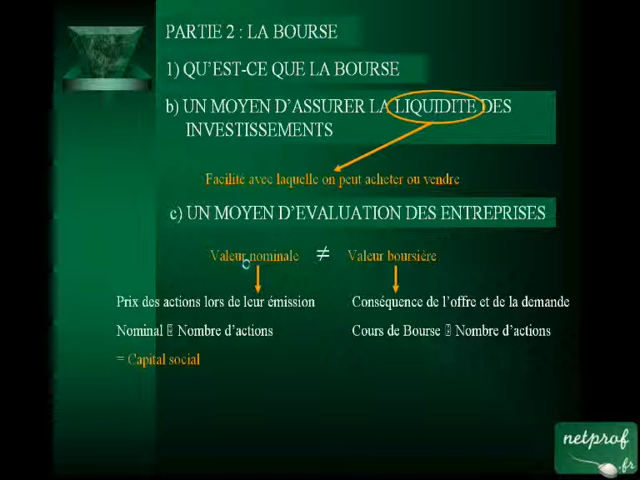 PARTIE 2 : LA BOURSE
1) QU'EST-CE QUE LA BOURSE
b) UN MOYEN D'ASSURER LA LIQUIDITE DES
INVESTISSEMENTS
Facilité avec laquelle on peut acheter ou vendre
c) UN MOYEN D'EVALUATION DES ENTREPRISES
Valeur nominale ≠ Valeur boursière
Prix des actions lors de leur émission
Conséquence de l'offre et de la demande
Nominal Nombre d'actions
Cours de Bourse Nombre d'actions
= Capital social
netprof
.fr